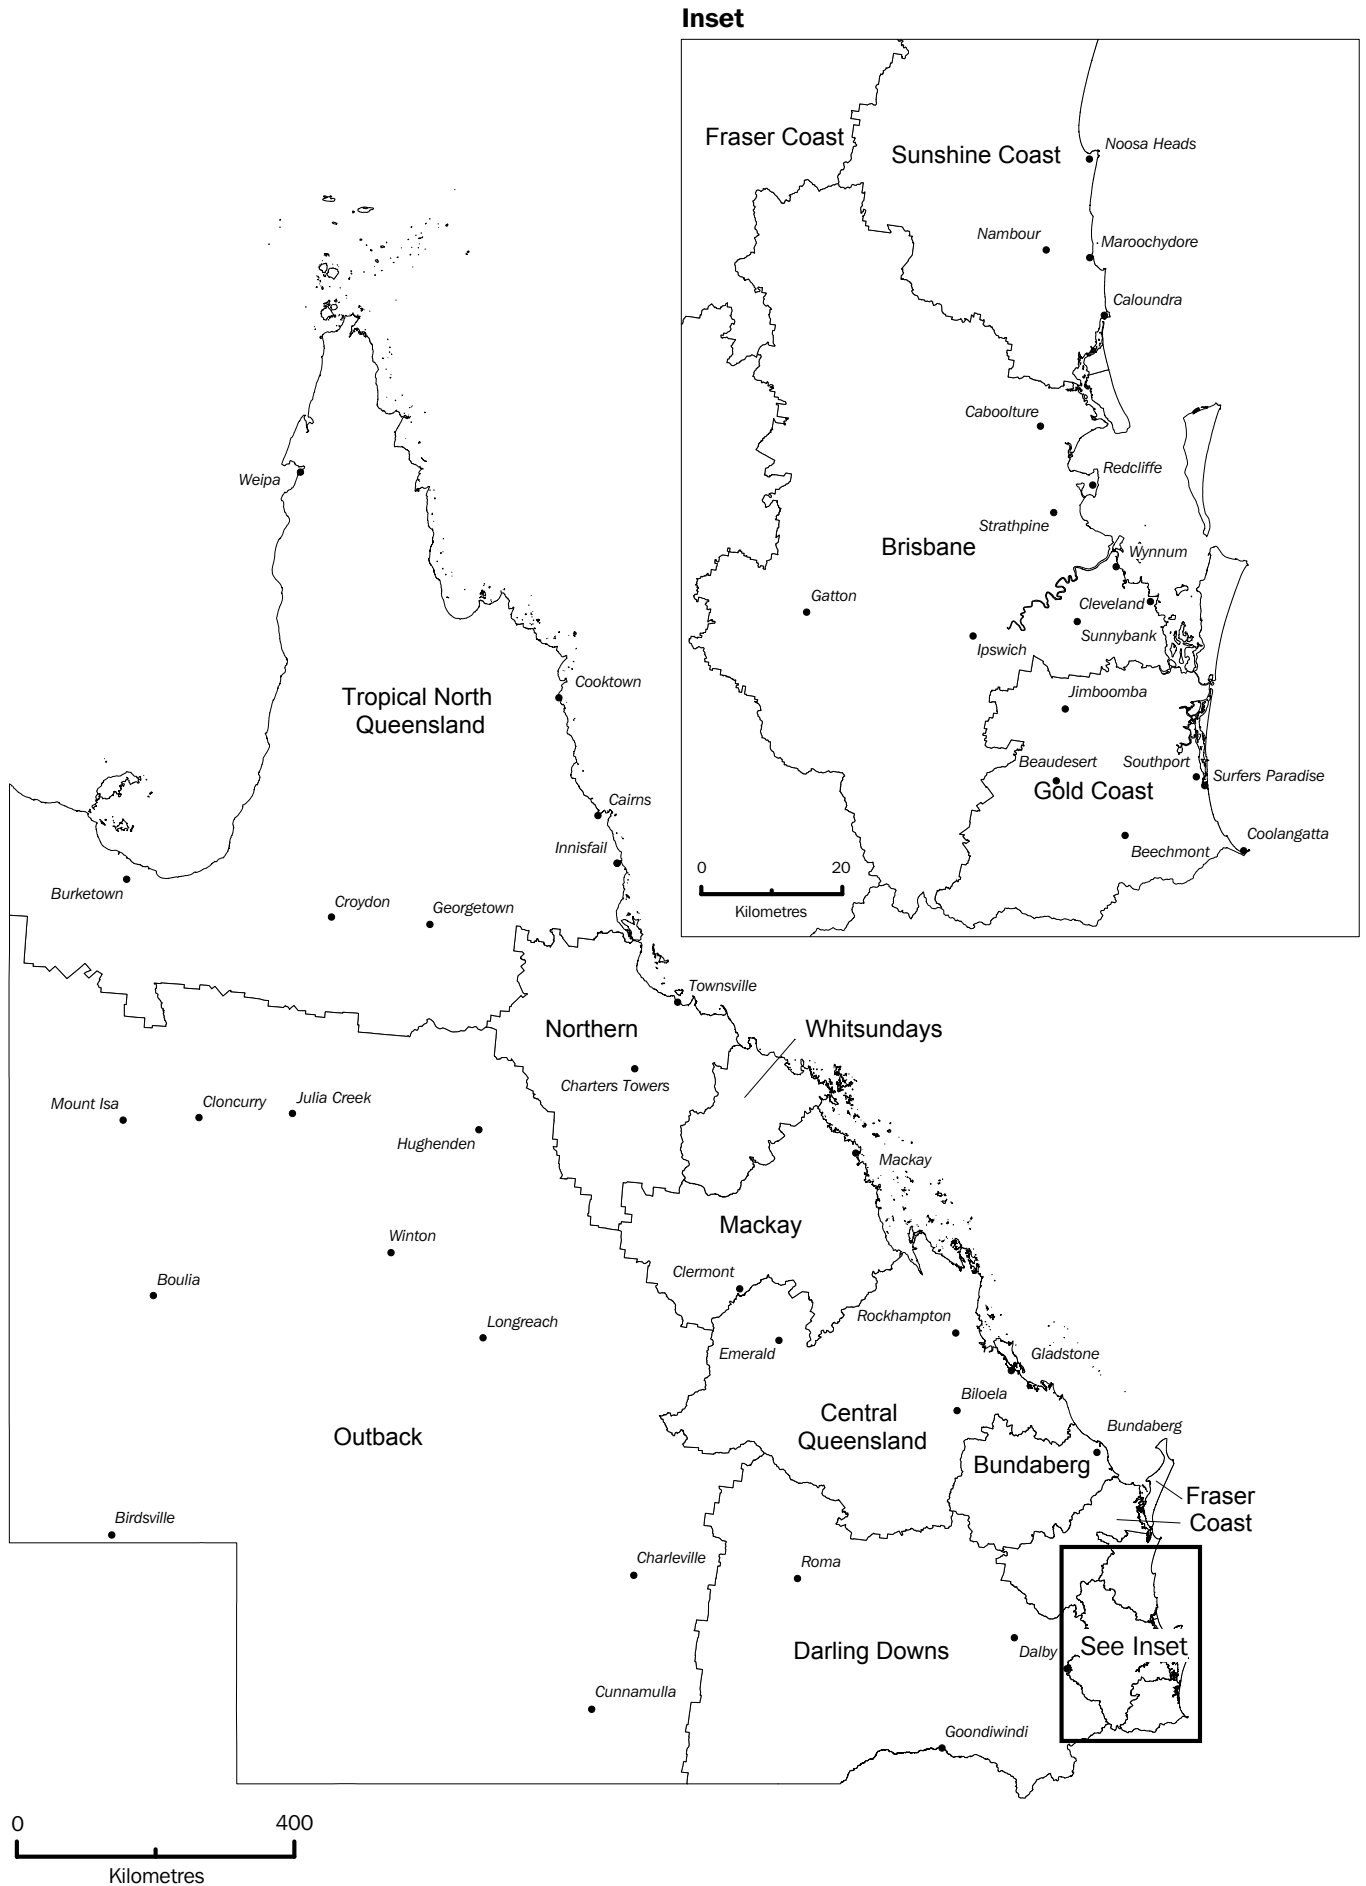 Inset
Fraser Coast
Sunshine Coast
Noosa Heads
Nambour
Maroochydore
Caloundra
Caboolture
Redcliffe
Strathpine
Brisbane
Wynnum
Gatton
Cleveland
Sunnybank
Ipswich
Jimboomba
Beaudesert
Southport
Surfers Paradise
Gold Coast
Coolangatta
Beechmont
0 20
Kilometres
Weipa
Cooktown
Tropical North
Queensland
Cairns
Innisfail
Burketown
Croydon
Georgetown
Townsville
Northern
Whitsundays
Charters Towers
Mount Isa
Cloncurry
Julia Creek
Hughenden
Mackay
Mackay
Winton
Clermont
Boulia
Rockhampton
Longreach
Emerald
Gladstone
Biloela
Central
Queensland
Bundaberg
Outback
Bundaberg
Fraser
Coast
Birdsville
Charleville
Roma
Darling Downs
Dalby
See Inset
Cunnamulla
Goondiwindi
0 400
Kilometres